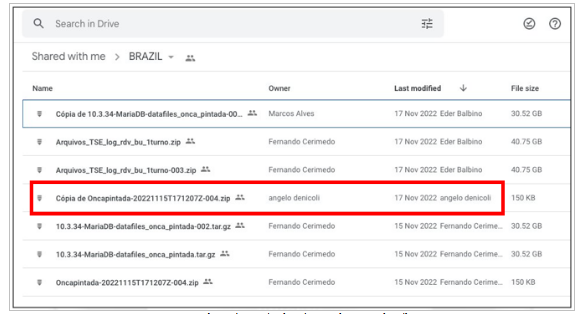 Search in Drive
Shared with me > BRAZIL
Name Owner Last modified ↓ File size
Cópia de 10.3.34-MariaDB-datafiles_onca_pintada-00... Marcos Alves 17 Nov 2022 Eder Balbino 30.52 GB
Arquivos_TSE_log_rdv_bu_1turno.zip Fernando Cerimedo 17 Nov 2022 Eder Balbino 40.75 GB
Arquivos_TSE_log_rdv_bu_1turno-003.zip Fernando Cerimedo 17 Nov 2022 Eder Balbino 40.75 GB
Cópia de Oncapintada-20221115T171207Z-004.zip angelo denicoli 17 Nov 2022 angelo denicoli 150 KB
10.3.34-MariaDB-datafiles_onca_pintada-002.tar.gz Fernando Cerimedo 15 Nov 2022 Fernando Cerime... 30.52 GB
10.3.34-MariaDB-datafiles_onca_pintada.tar.gz Fernando Cerimedo 15 Nov 2022 Fernando Cerime... 30.52 GB
Oncapintada-20221115T171207Z-004.zip Fernando Cerimedo 15 Nov 2022 Fernando Cerime... 150 KB